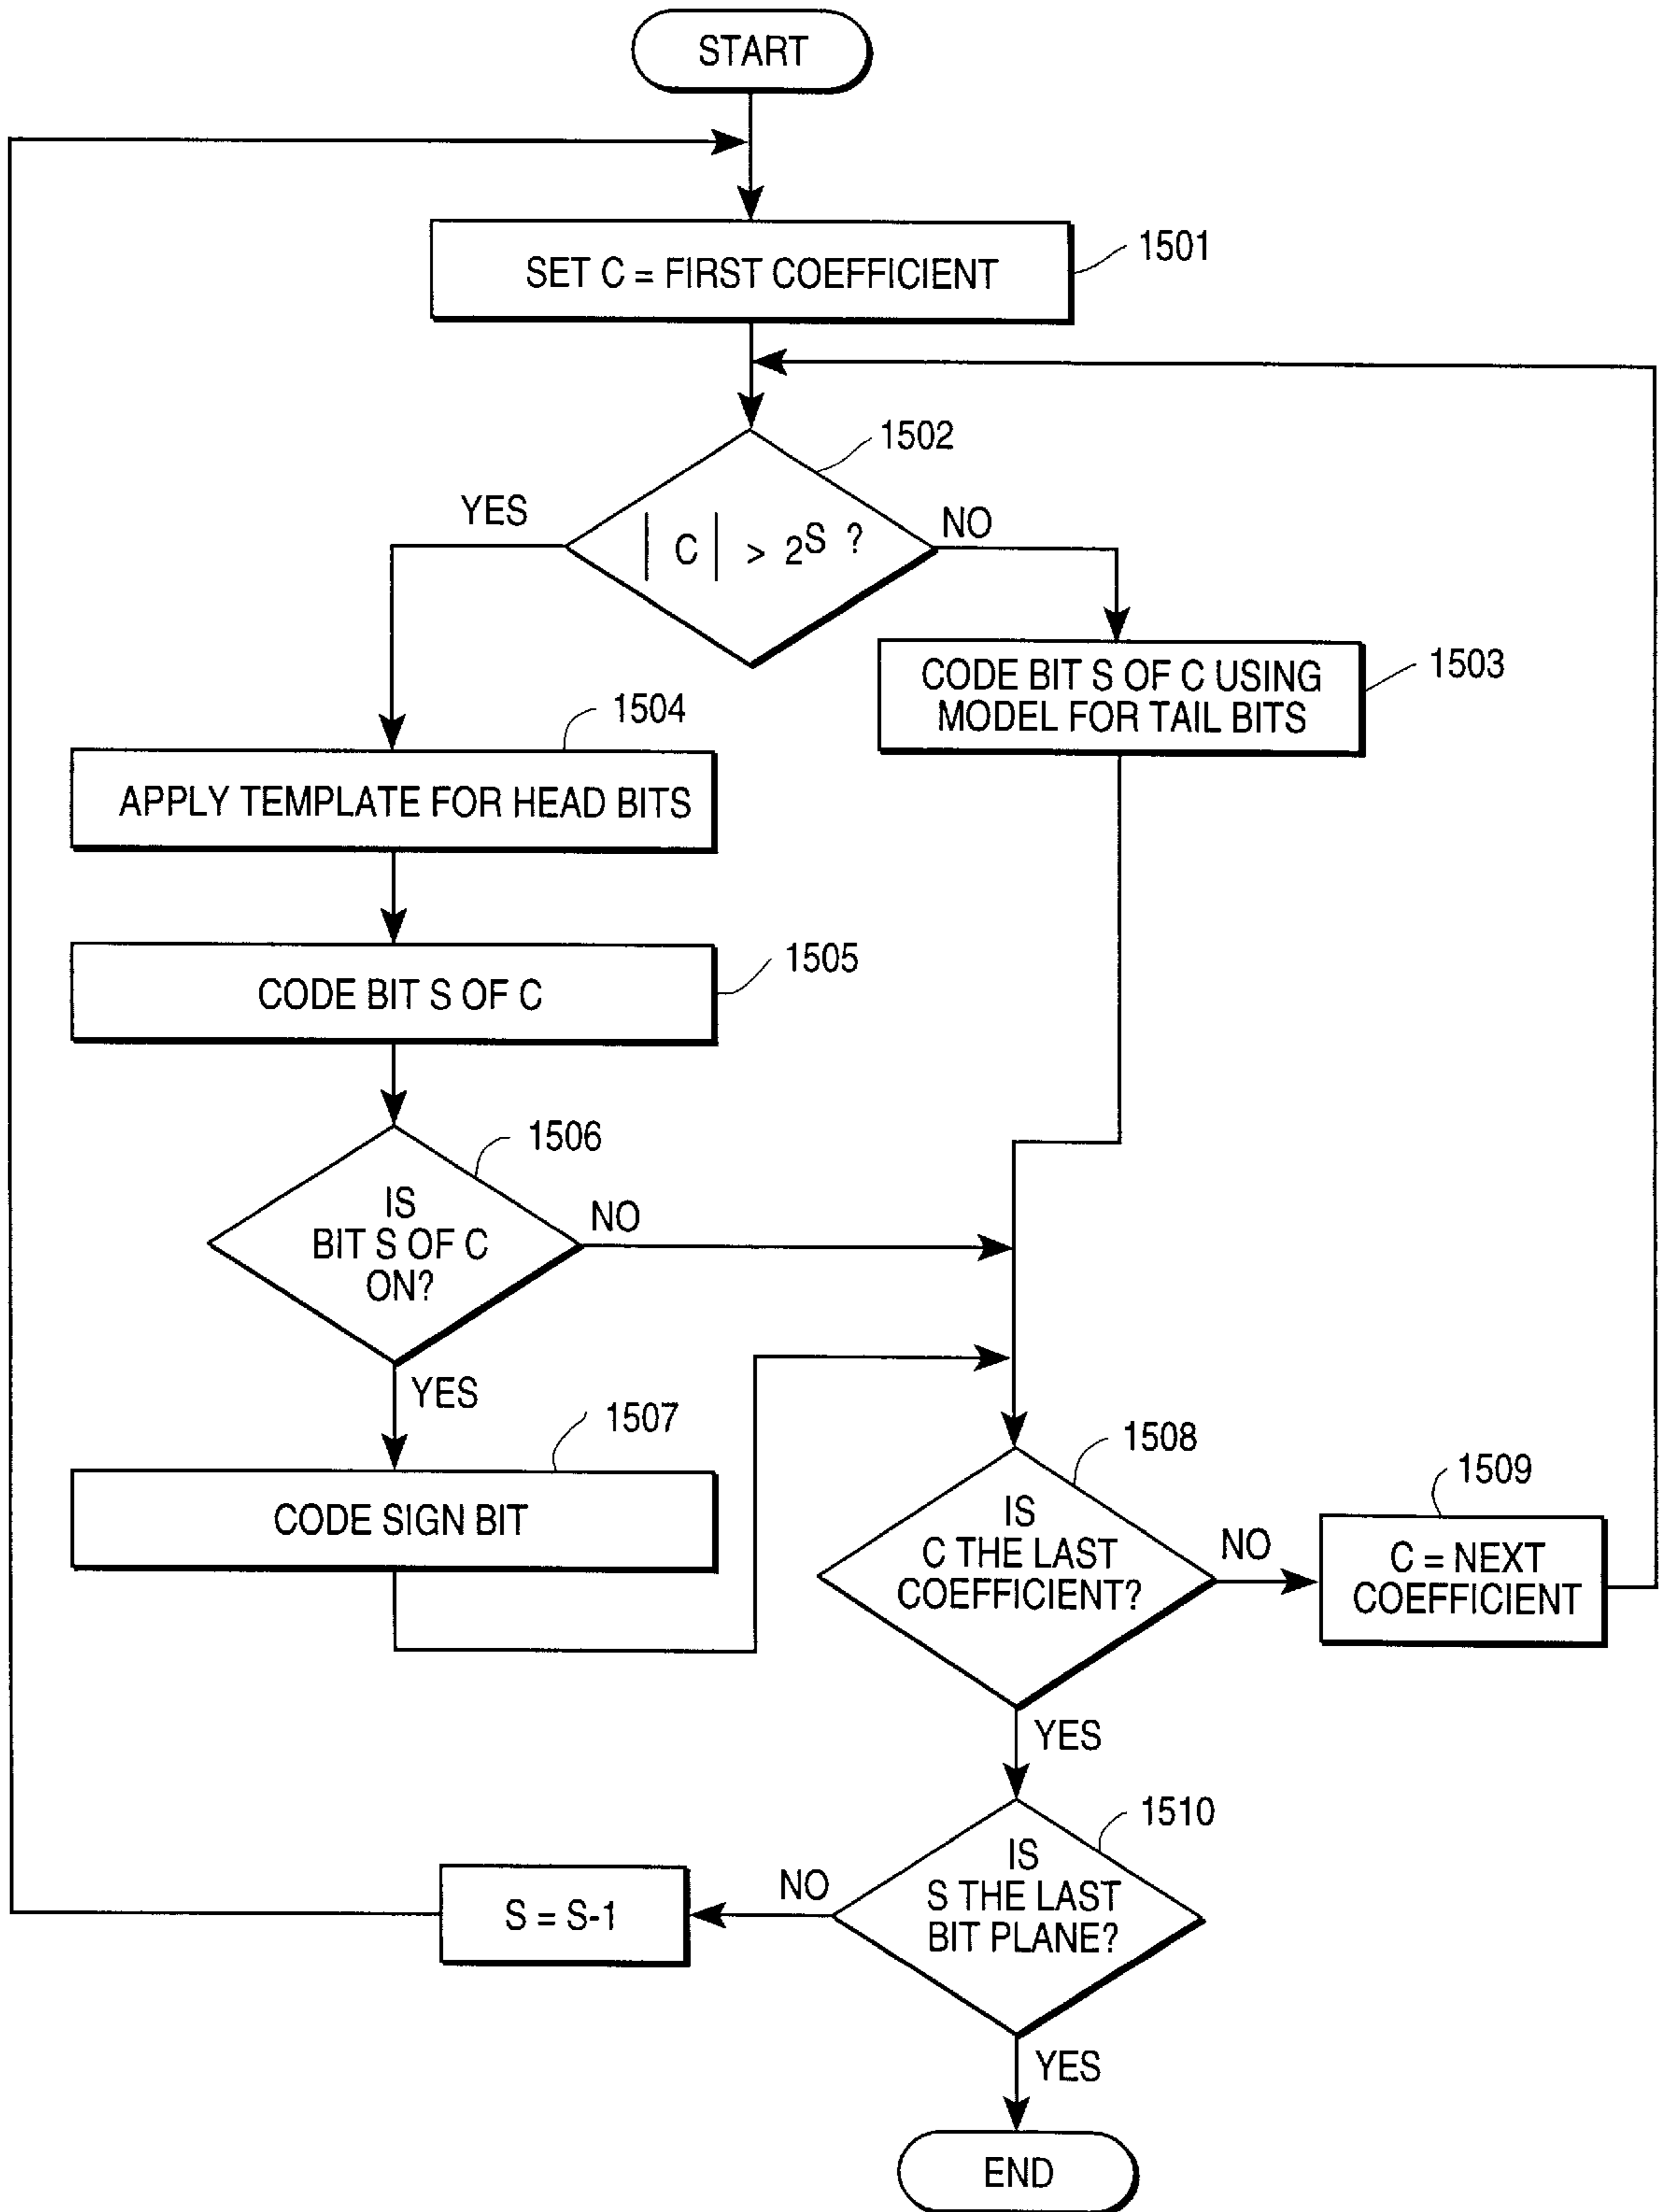 START
SET C = FIRST COEFFICIENT
1501
1502
YES
| C | > 2^S ?
NO
CODE BIT S OF C USING
MODEL FOR TAIL BITS
1503
1504
APPLY TEMPLATE FOR HEAD BITS
1505
CODE BIT S OF C
1506
IS
BIT S OF C
ON?
NO
YES
1507
CODE SIGN BIT
1508
IS
C THE LAST
COEFFICIENT?
NO
1509
C = NEXT
COEFFICIENT
YES
1510
IS
S THE LAST
BIT PLANE?
NO
S = S-1
YES
END